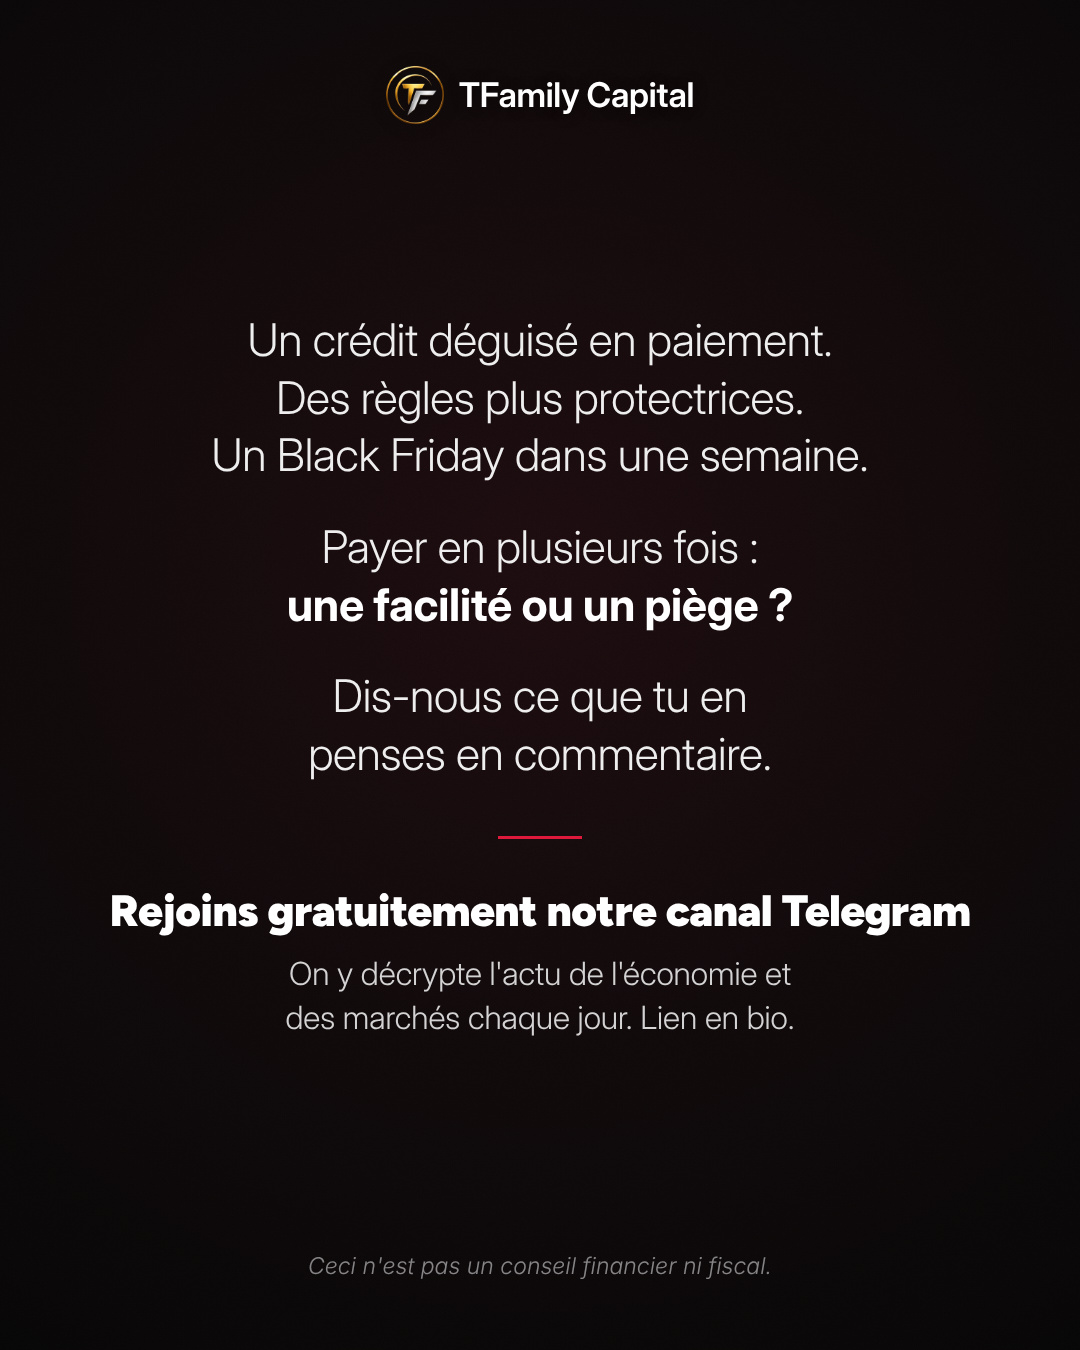 TF TFamily Capital
Un crédit déguisé en paiement.
Des règles plus protectrices.
Un Black Friday dans une semaine.
Payer en plusieurs fois :
une facilité ou un piège ?
Dis-nous ce que tu en
penses en commentaire.
Rejoins gratuitement notre canal Telegram
On y décrypte l'actu de l'économie et
des marchés chaque jour. Lien en bio.
Ceci n'est pas un conseil financier ni fiscal.